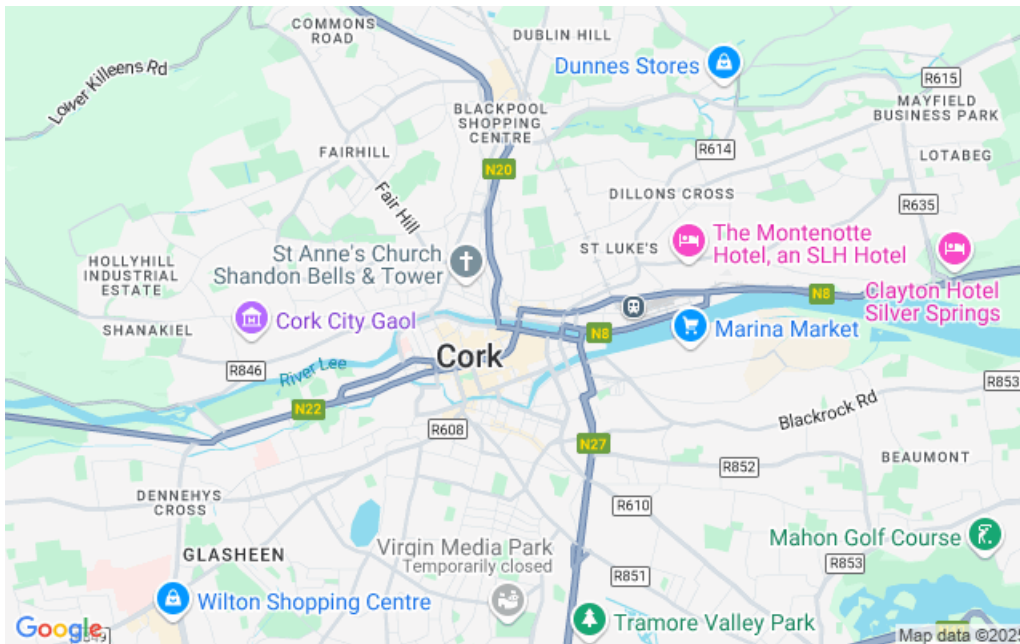 COMMONS
ROAD
DUBLIN HILL
Dunnes Stores
R615
Lower Killeens Rd
BLACKPOOL
SHOPPING
CENTRE
MAYFIELD
BUSINESS PARK
FAIRHILL
R614
LOTABEG
N20
Fair Hill
DILLONS CROSS
R635
St Anne's Church
Shandon Bells & Tower
ST LUKE'S
The Montenotte
Hotel, an SLH Hotel
HOLLYHILL
INDUSTRIAL
ESTATE
N8
Clayton Hotel
Silver Springs
SHANAKIEL
Cork City Gaol
N8
Marina Market
Cork
River Lee
R846
R853
N22
Blackrock Rd
R608
N27
R852
BEAUMONT
DENNEHYS
CROSS
R610
GLASHEEN
Virgin Media Park
Temporarily closed
Mahon Golf Course
R853
R851
Wilton Shopping Centre
Tramore Valley Park
Google
Map data ©202